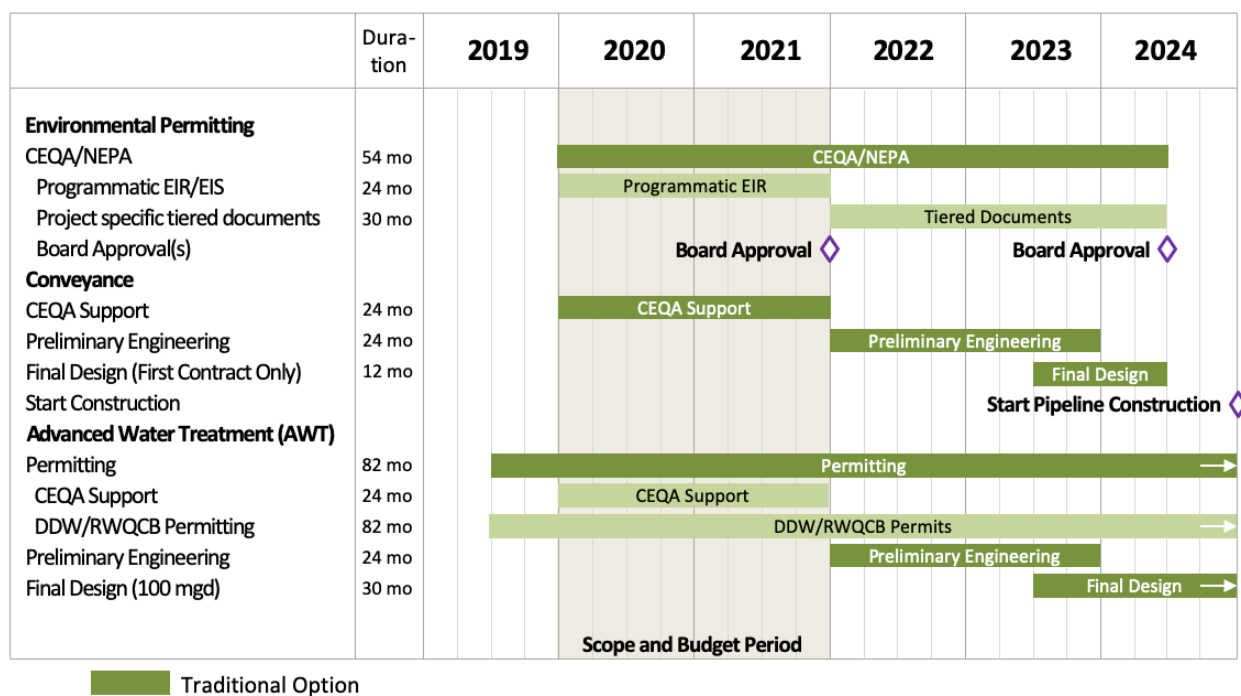 Dura-
tion
2019 2020 2021 2022 2023 2024
Environmental Permitting
CEQA/NEPA 54 mo CEQA/NEPA
Programmatic EIR/EIS 24 mo Programmatic EIR
Project specific tiered documents 30 mo Tiered Documents
Board Approval(s) Board Approval Board Approval
Conveyance
CEQA Support 24 mo CEQA Support
Preliminary Engineering 24 mo Preliminary Engineering
Final Design (First Contract Only) 12 mo Final Design
Start Construction Start Pipeline Construction
Advanced Water Treatment (AWT)
Permitting 82 mo Permitting
CEQA Support 24 mo CEQA Support
DDW/RWQCB Permitting 82 mo DDW/RWQCB Permits
Preliminary Engineering 24 mo Preliminary Engineering
Final Design (100 mgd) 30 mo Final Design
Scope and Budget Period
Traditional Option